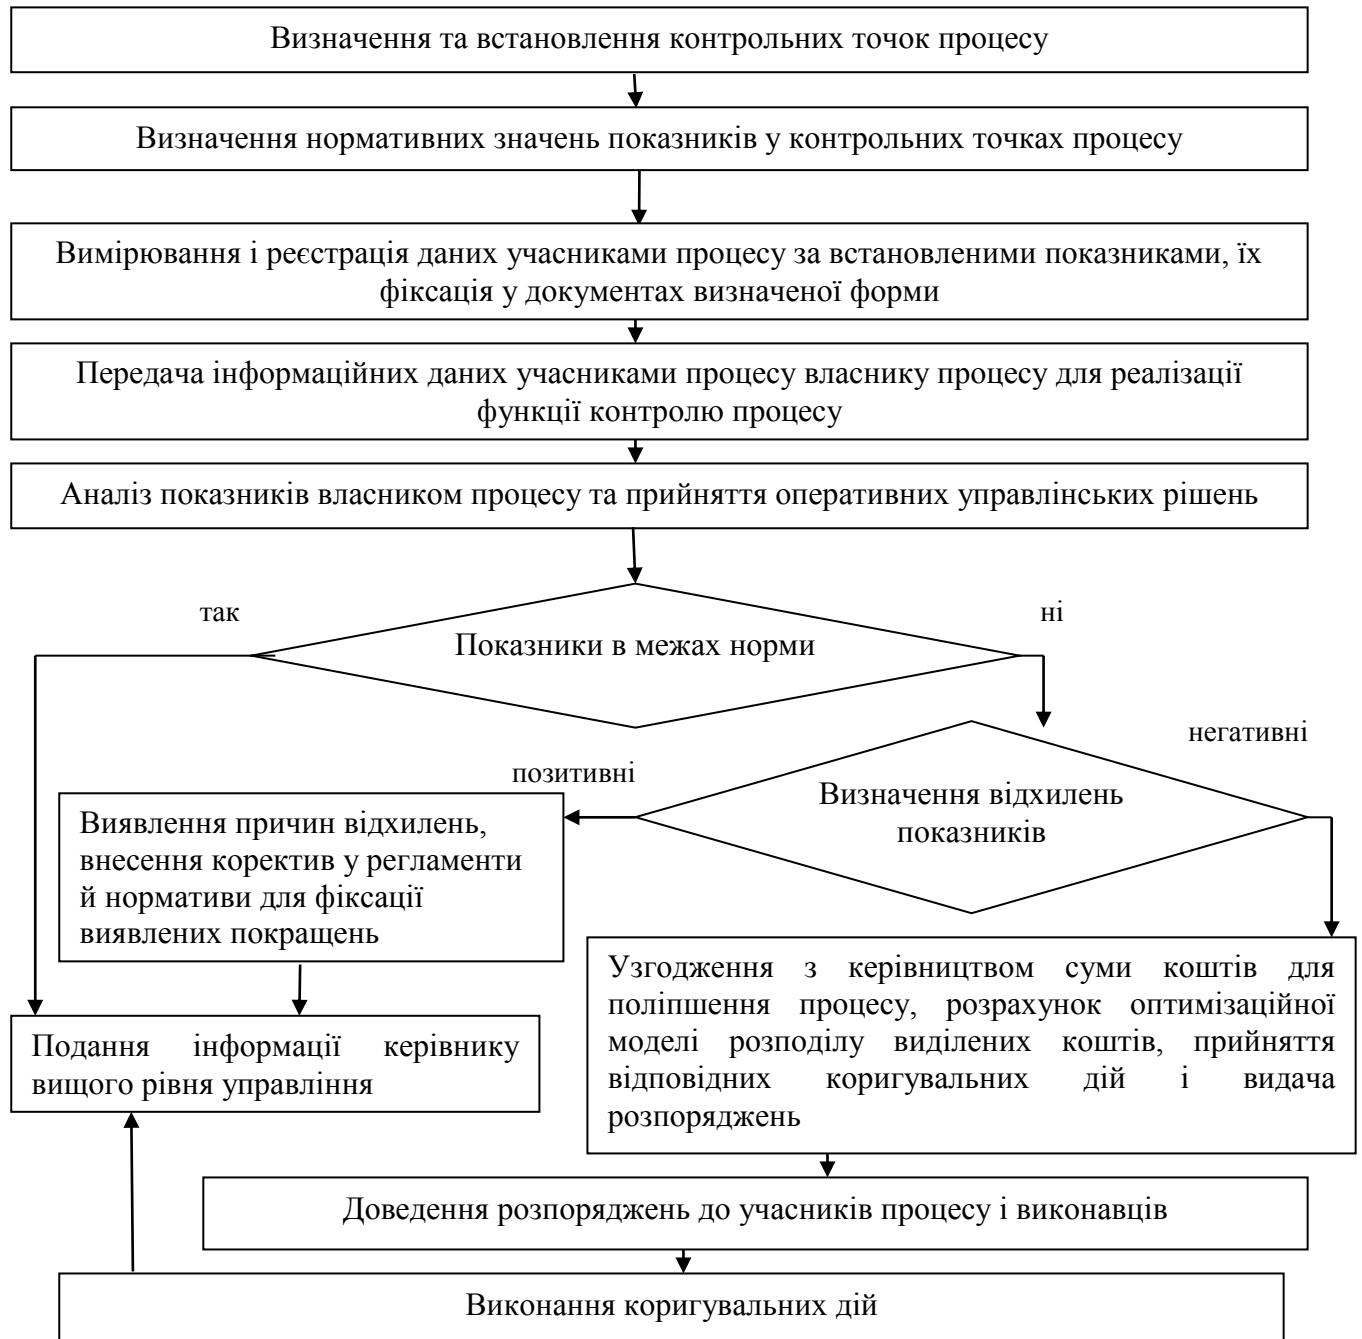 Визначення та встановлення контрольних точок процесу
Визначення нормативних значень показників у контрольних точках процесу
Вимірювання і реєстрація даних учасниками процесу за встановленими показниками, їх
фіксація у документах визначеної форми
Передача інформаційних даних учасниками процесу власнику процесу для реалізації
функції контролю процесу
Аналіз показників власником процесу та прийняття оперативних управлінських рішень
так
ні
Показники в межах норми
негативні
позитивні
Визначення відхилень
показників
Виявлення причин відхилень,
внесення коректив у регламенти
й нормативи для фіксації
виявлених покращень
Узгодження з керівництвом суми коштів для
поліпшення процесу, розрахунок оптимізаційної
моделі розподілу виділених коштів, прийняття
відповідних коригувальних дій і видача
розпоряджень
Подання інформації керівнику
вищого рівня управління
Доведення розпоряджень до учасників процесу і виконавців
Виконання коригувальних дій